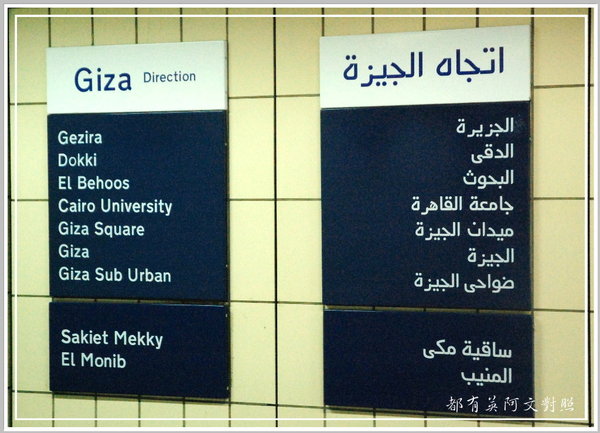 Giza Direction
Gezira
Dokki
El Behoos
Cairo University
Giza Square
Giza
Giza Sub Urban
Sakiet Mekky
El Monib
اتجاه الجيزة
الجزيرة
الدقى
البحوث
جامعة القاهرة
ميدان الجيزة
الجيزة
ضواحى الجيزة
ساقية مكى
المنيب
都有英阿文對照